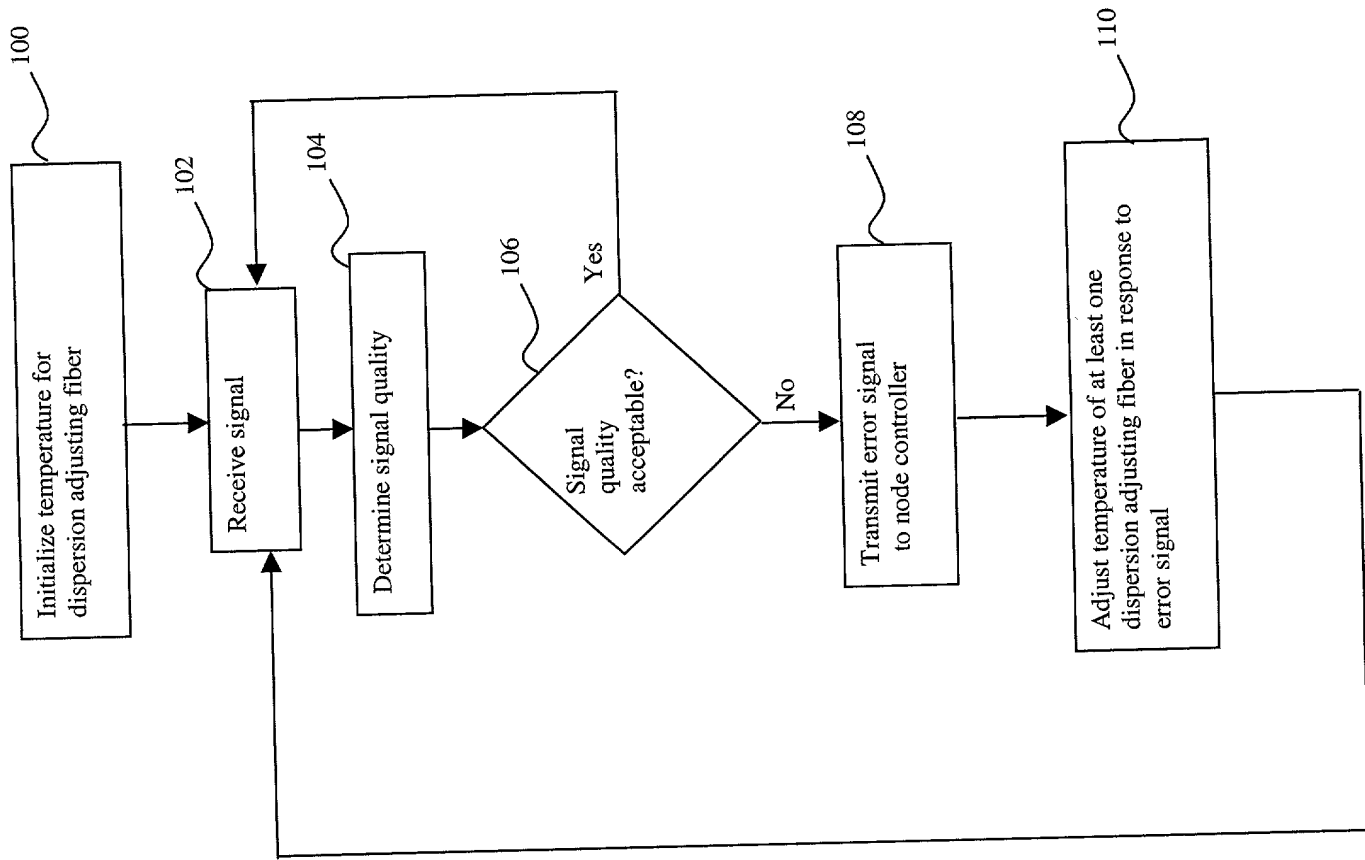 100
Initialize temperature for
dispersion adjusting fiber
102
Receive signal
104
Determine signal quality
106
Signal
quality
acceptable?
Yes
No
108
Transmit error signal
to node controller
110
Adjust temperature of at least one
dispersion adjusting fiber in response to
error signal